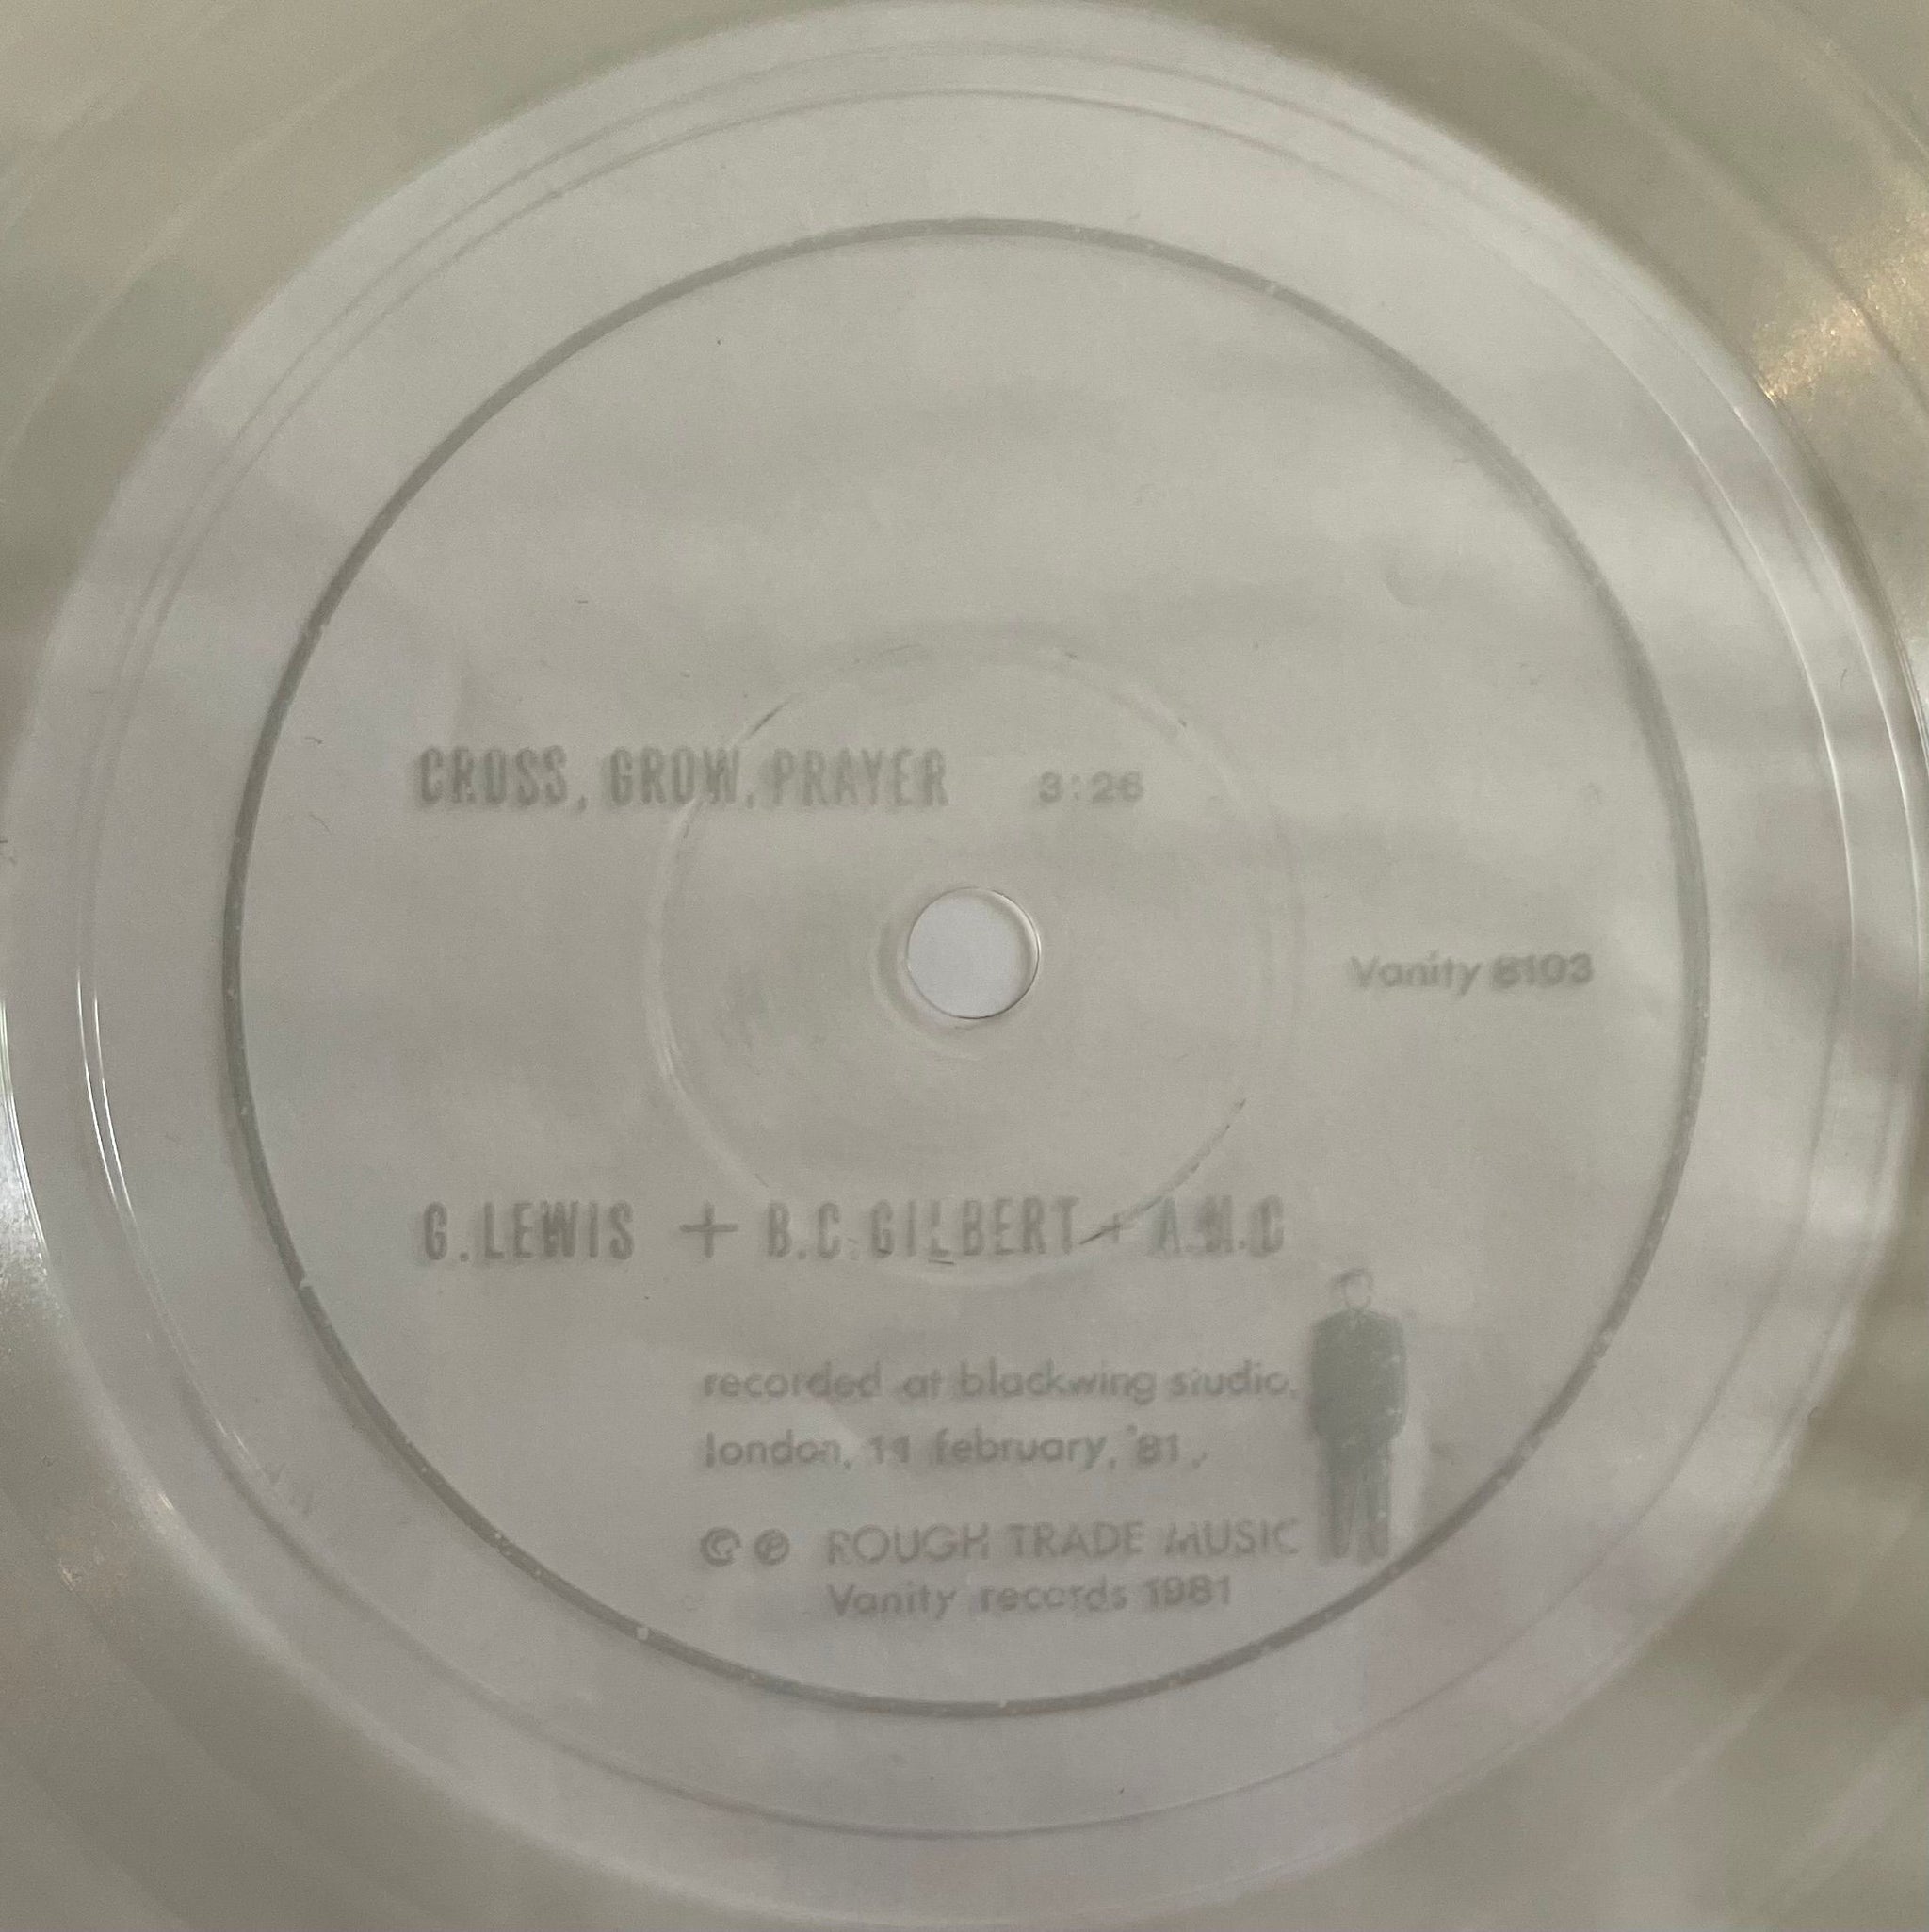 CROSS, GROW, PRAYER 3:26
Vanity 8103
G.LEWIS + B.C.GILBERT + A.M.C
recorded at blackwing studio,
london, 11 february, '81,
© ℗ ROUGH TRADE MUSIC
Vanity records 1981